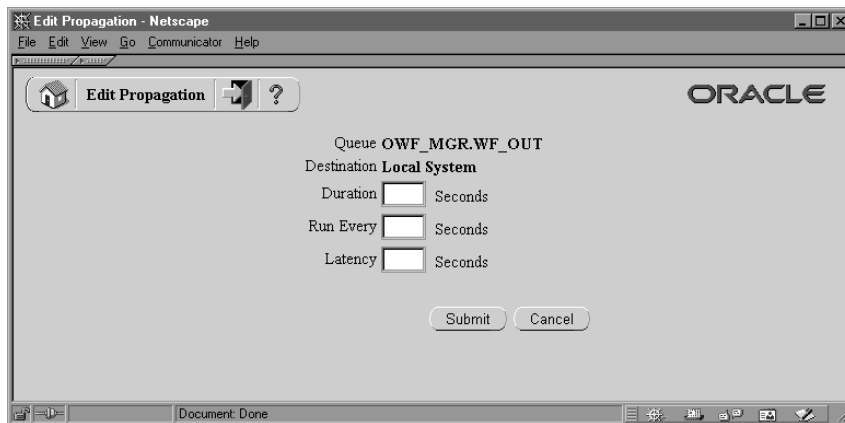 Edit Propagation - Netscape
File Edit View Go Communicator Help
Edit Propagation ?
ORACLE
Queue OWF_MGR.WF_OUT
Destination Local System
Duration Seconds
Run Every Seconds
Latency Seconds
Submit Cancel
Document: Done